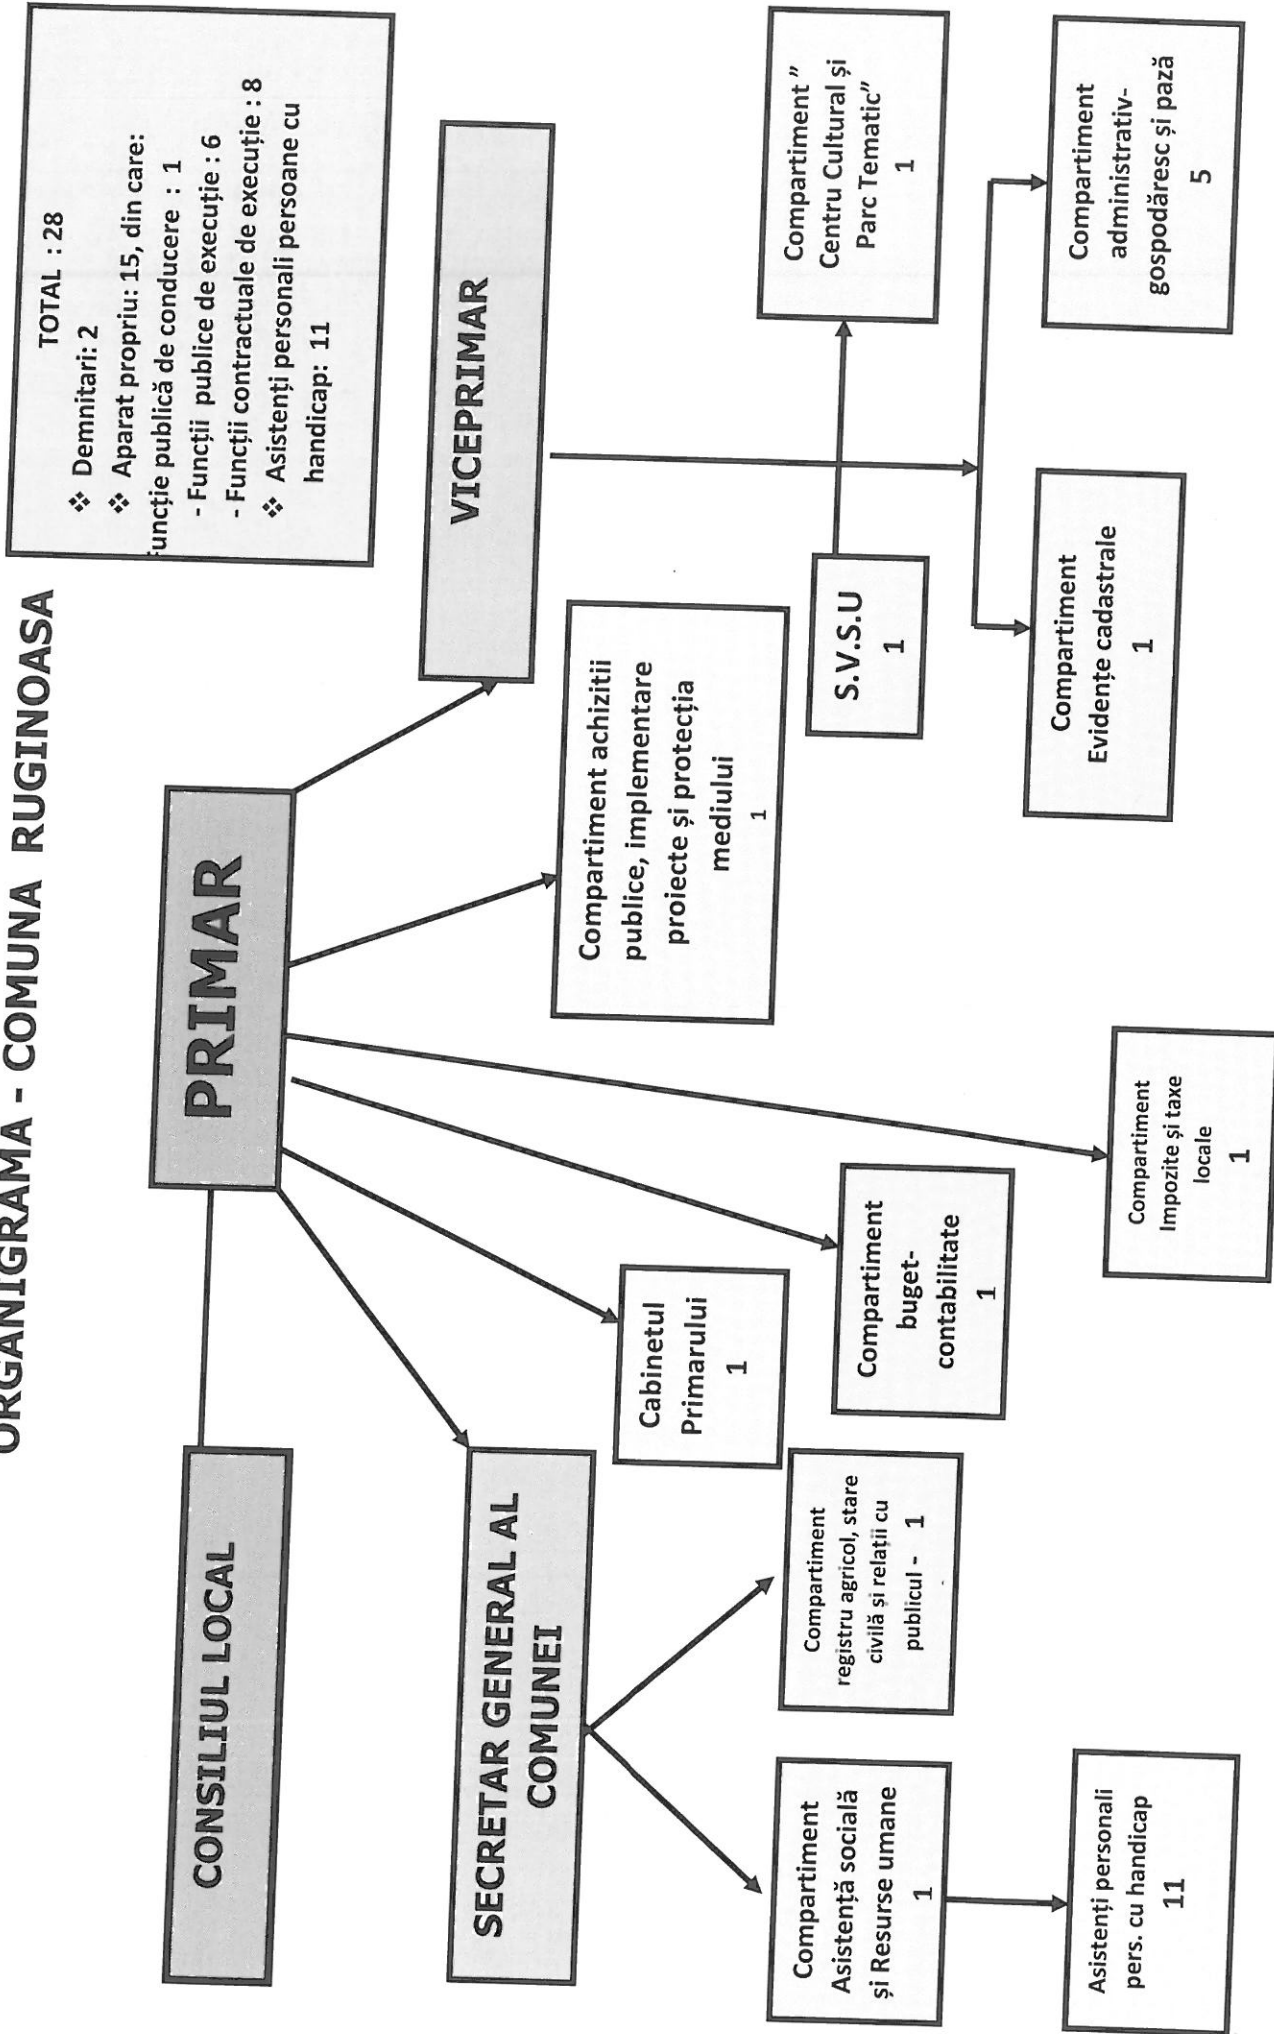 ORGANIGRAMA - COMUNA RUGINOASA
TOTAL : 28
❖ Demnitari: 2
❖ Aparat propriu: 15, din care:
uncție publică de conducere : 1
- Funcții publice de execuție : 6
- Funcții contractuale de execuție : 8
❖ Asistenți personali persoane cu
handicap: 11
CONSILIUL LOCAL
PRIMAR
VICEPRIMAR
SECRETAR GENERAL AL
COMUNEI
Cabinetul
Primarului
1
Compartiment achizitii
publice, implementare
proiecte și protecția
mediului
1
Compartiment
Asistență socială
și Resurse umane
1
Compartiment
registru agricol, stare
civilă și relații cu
publicul - 1
Compartiment
buget-
contabilitate
1
S.V.S.U
1
Compartiment ”
Centru Cultural și
Parc Tematic”
1
Asistenți personali
pers. cu handicap
11
Compartiment
Impozite și taxe
locale
1
Compartiment
Evidențe cadastrale
1
Compartiment
administrativ-
gospodăresc și pază
5